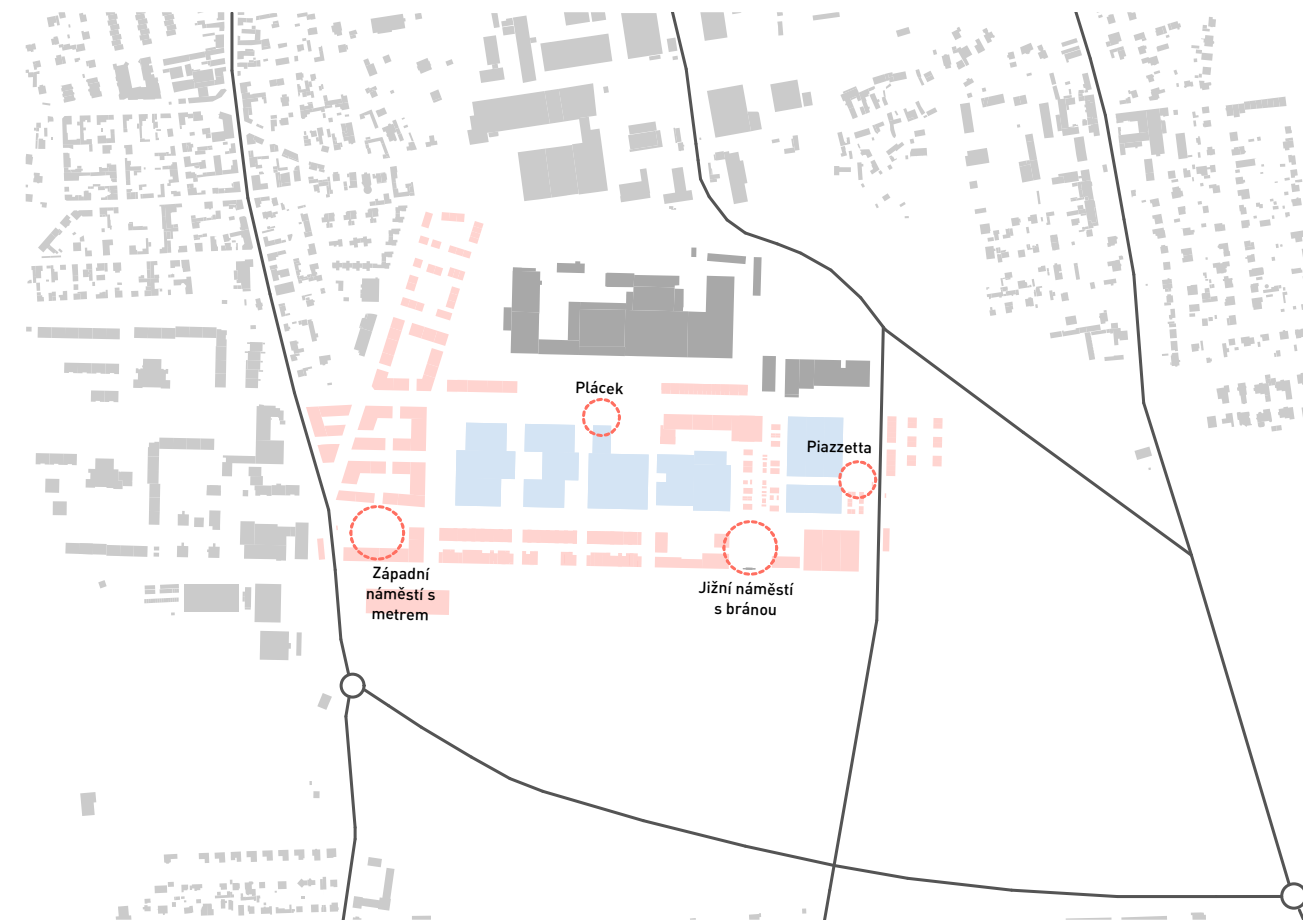 Plácek
Piazzetta
Západní
náměstí s
metrem
Jižní náměstí
s bránou